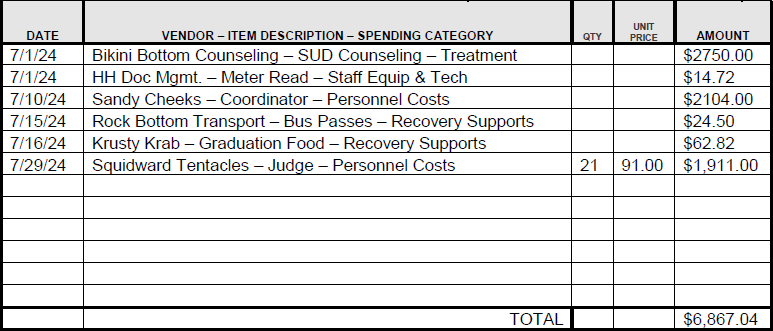 DATE VENDOR – ITEM DESCRIPTION – SPENDING CATEGORY QTY UNIT PRICE AMOUNT
7/1/24 Bikini Bottom Counseling – SUD Counseling – Treatment $2750.00
7/1/24 HH Doc Mgmt. – Meter Read – Staff Equip & Tech $14.72
7/10/24 Sandy Cheeks – Coordinator – Personnel Costs $2104.00
7/15/24 Rock Bottom Transport – Bus Passes – Recovery Supports $24.50
7/16/24 Krusty Krab – Graduation Food – Recovery Supports $62.82
7/29/24 Squidward Tentacles – Judge – Personnel Costs 21 91.00 $1,911.00
TOTAL $6,867.04